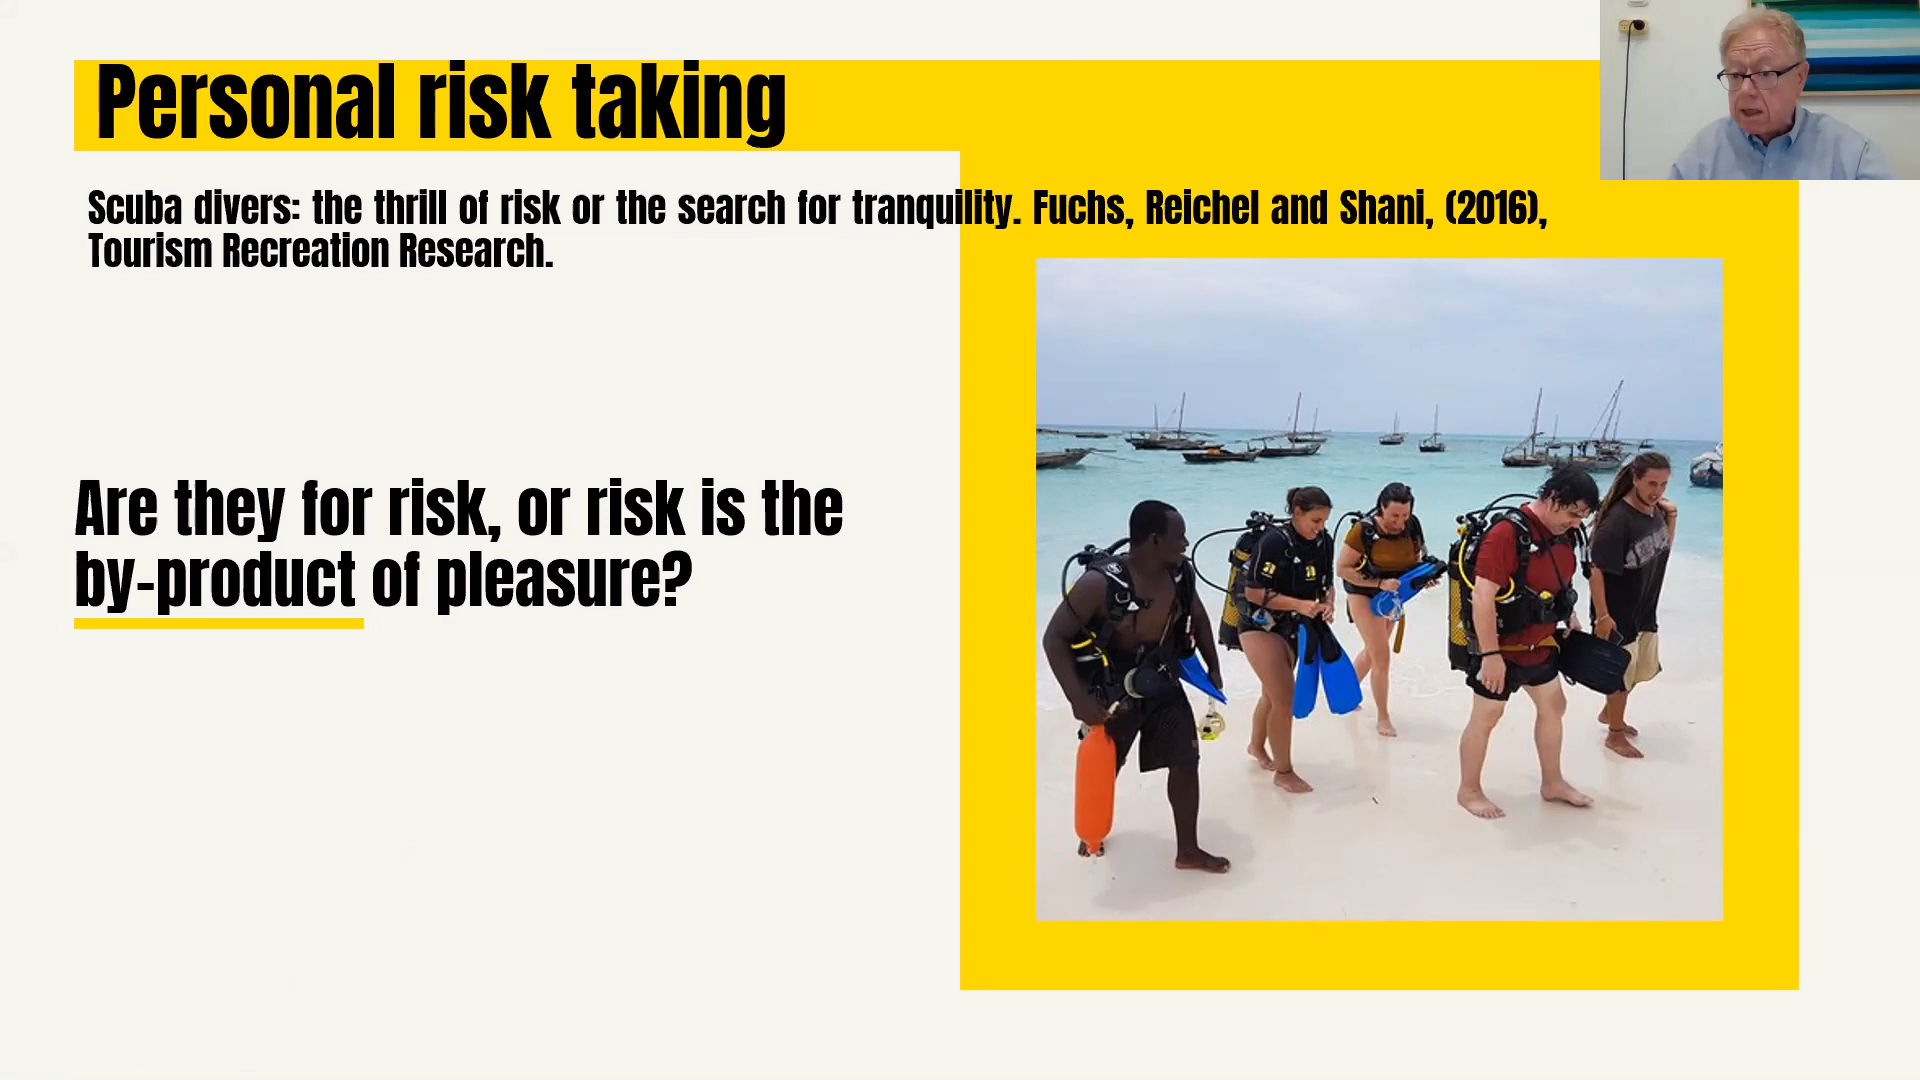 Personal risk taking
Scuba divers: the thrill of risk or the search for tranquility. Fuchs, Reichel and Shani, (2016),
Tourism Recreation Research.
Are they for risk, or risk is the
by-product of pleasure?